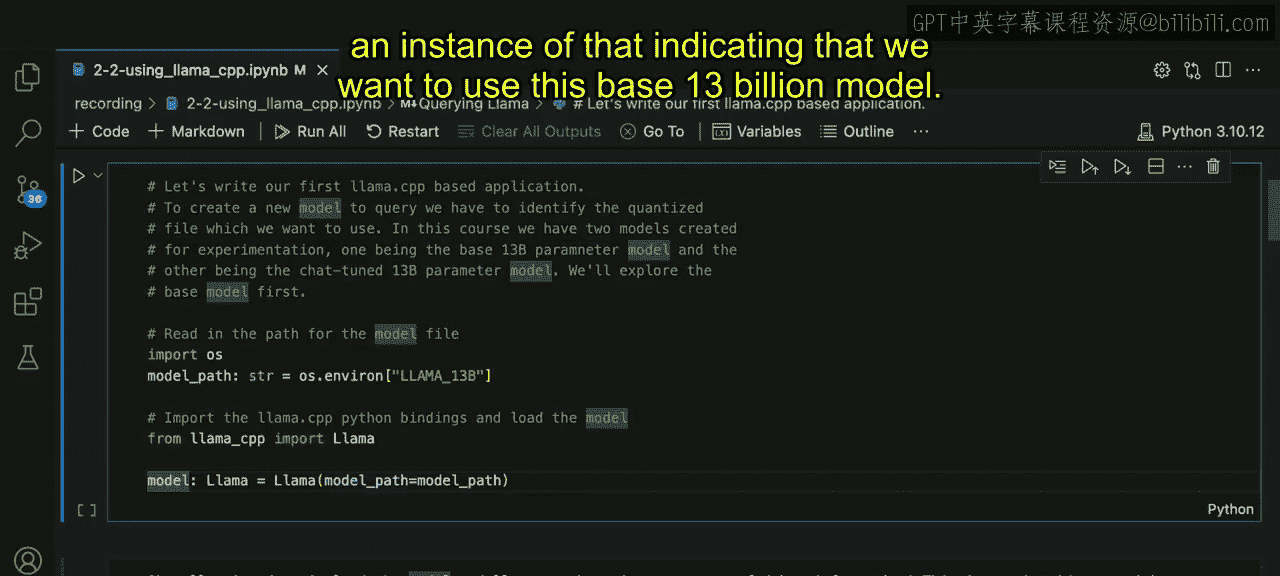 GPT中英字幕课程资源@bilibili.com
an instance of that indicating that we
want to use this base 13 billion model.
2-2-using_llama_cpp.ipynb M
recording > 2-2-using_llama_cpp.ipynb > M↓Querying Llama > # Let's write our first llama.cpp based application.
+ Code + Markdown | Run All Restart Clear All Outputs Go To | Variables Outline ... Python 3.10.12
36
# Let's write our first llama.cpp based application.
# To create a new model to query we have to identify the quantized
# file which we want to use. In this course we have two models created
# for experimentation, one being the base 13B paramneter model and the
# other being the chat-tuned 13B parameter model. We'll explore the
# base model first.
# Read in the path for the model file
import os
model_path: str = os.environ["LLAMA_13B"]
# Import the llama.cpp python bindings and load the model
from llama_cpp import Llama
model: Llama = Llama(model_path=model_path)
[ ]
Python